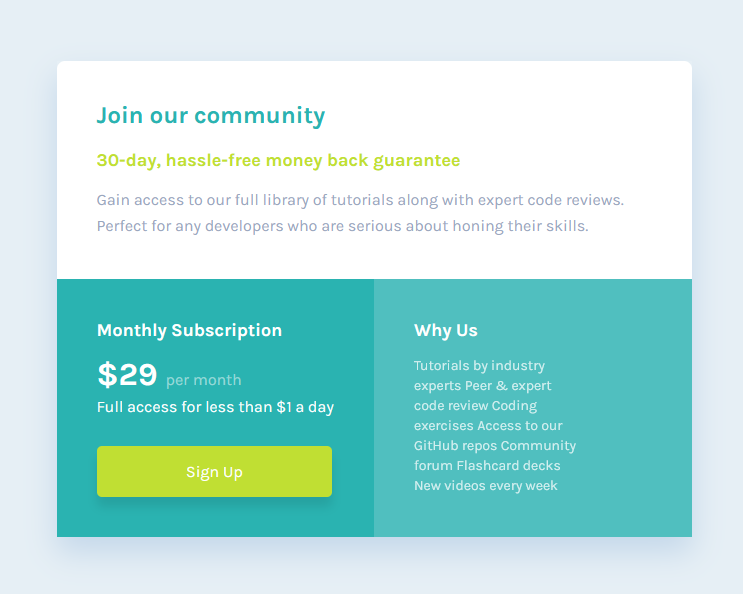 Join our community
30-day, hassle-free money back guarantee
Gain access to our full library of tutorials along with expert code reviews.
Perfect for any developers who are serious about honing their skills.
Monthly Subscription
$29 per month
Full access for less than $1 a day
Sign Up
Why Us
Tutorials by industry
experts Peer & expert
code review Coding
exercises Access to our
GitHub repos Community
forum Flashcard decks
New videos every week